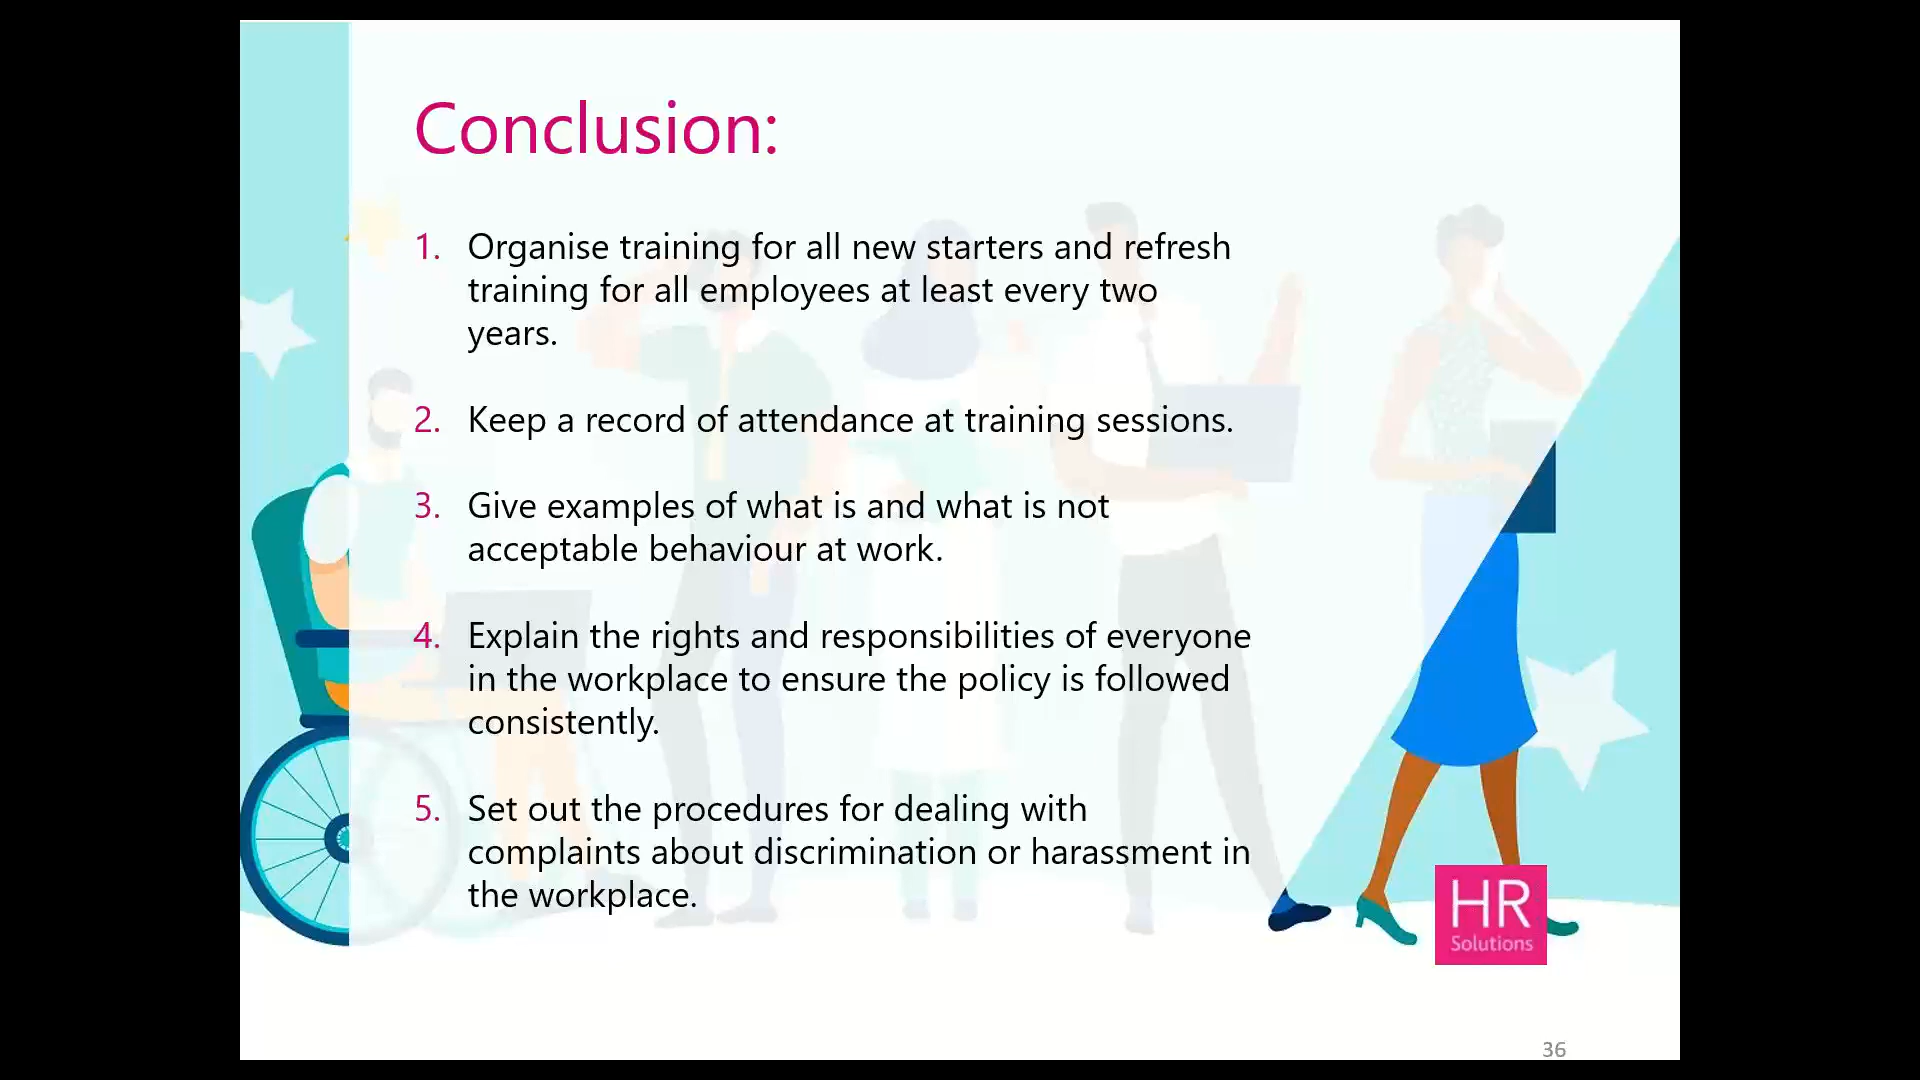 Conclusion:
1. Organise training for all new starters and refresh
training for all employees at least every two
years.
2. Keep a record of attendance at training sessions.
3. Give examples of what is and what is not
acceptable behaviour at work.
4. Explain the rights and responsibilities of everyone
in the workplace to ensure the policy is followed
consistently.
5. Set out the procedures for dealing with
complaints about discrimination or harassment in
the workplace.
HR
Solutions
36